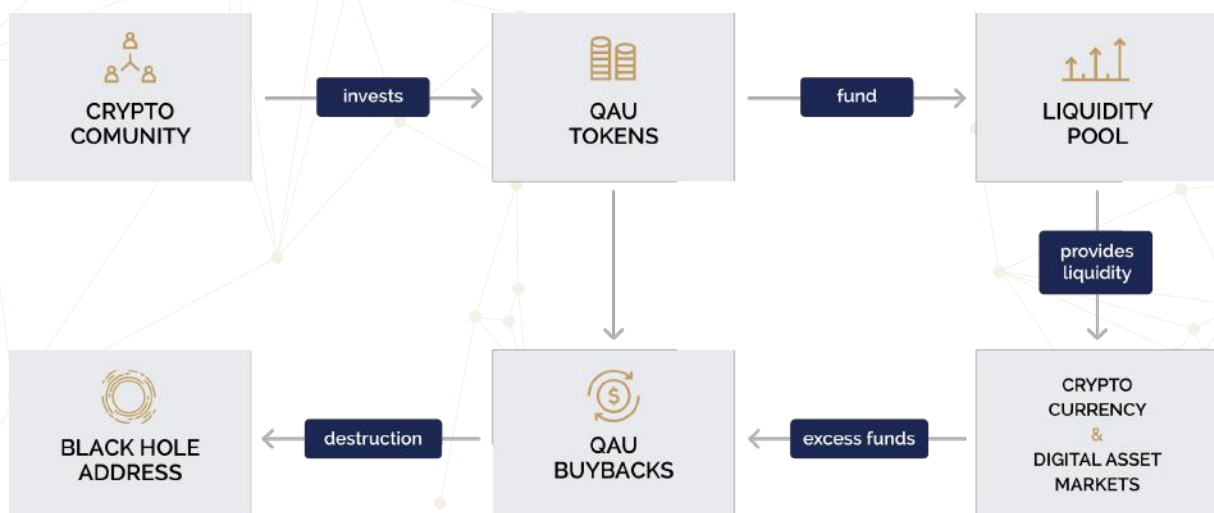 CRYPTO
COMUNITY
invests
QAU
TOKENS
fund
LIQUIDITY
POOL
provides
liquidity
BLACK HOLE
ADDRESS
destruction
$
QAU
BUYBACKS
excess funds
CRYPTO
CURRENCY
&
DIGITAL ASSET
MARKETS